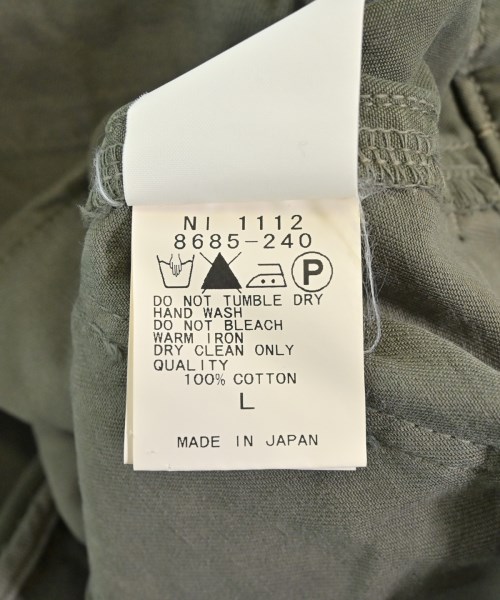 NI 1112
8685-240
P
DO NOT TUMBLE DRY
HAND WASH
DO NOT BLEACH
WARM IRON
DRY CLEAN ONLY
QUALITY
100% COTTON
L
MADE IN JAPAN